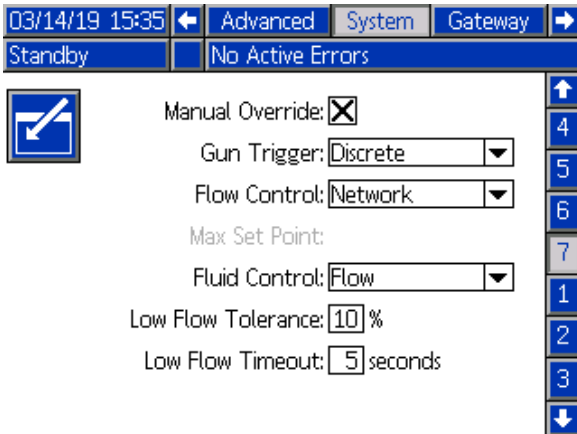 03/14/19 15:35 Advanced System Gateway
Standby No Active Errors
Manual Override:
4
Gun Trigger: Discrete
5
Flow Control: Network
6
Max Set Point:
7
Fluid Control: Flow
1
Low Flow Tolerance: 10 %
2
Low Flow Timeout: 5 seconds
3